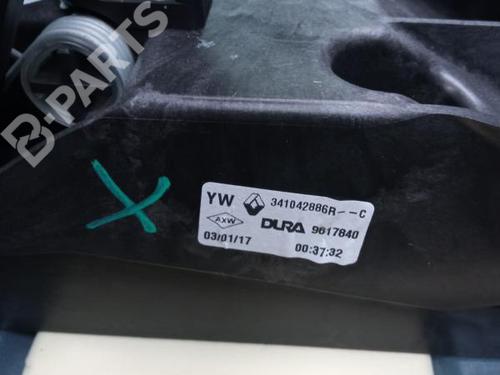 B-PARTS
YW 341042886R--C
AXW DURA 9617840
03/01/17 00:37:32